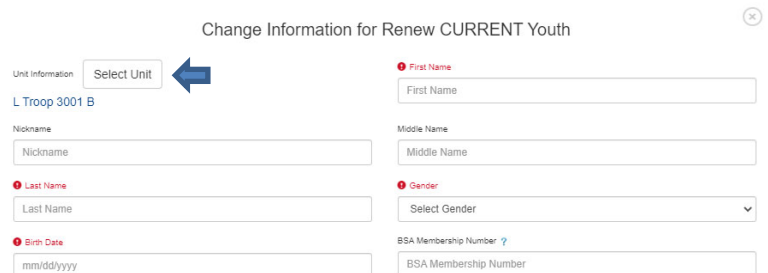 Change Information for Renew CURRENT Youth
Unit Information Select Unit
L Troop 3001 B
First Name
First Name
Nickname
Nickname
Middle Name
Middle Name
Last Name
Last Name
Gender
Select Gender
Birth Date
mm/dd/yyyy
BSA Membership Number ?
BSA Membership Number